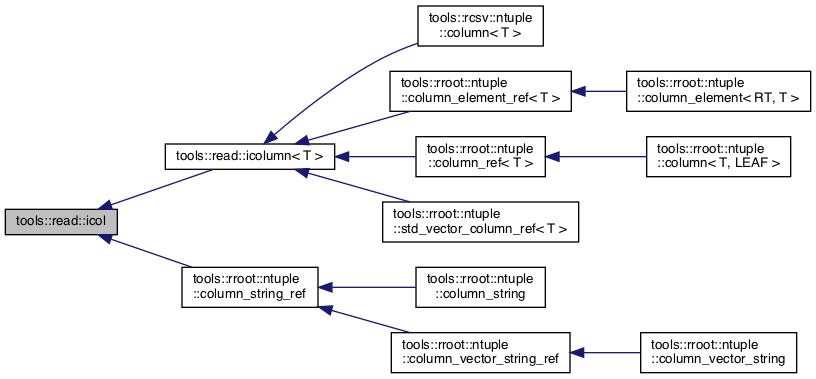 tools::rcsv::ntuple
::column< T >
tools::rroot::ntuple
::column_element_ref< T >
tools::rroot::ntuple
::column_element< RT, T >
tools::read::icolumn< T >
tools::rroot::ntuple
::column_ref< T >
tools::rroot::ntuple
::column< T, LEAF >
tools::read::icol
tools::rroot::ntuple
::std_vector_column_ref< T >
tools::rroot::ntuple
::column_string_ref
tools::rroot::ntuple
::column_string
tools::rroot::ntuple
::column_vector_string_ref
tools::rroot::ntuple
::column_vector_string